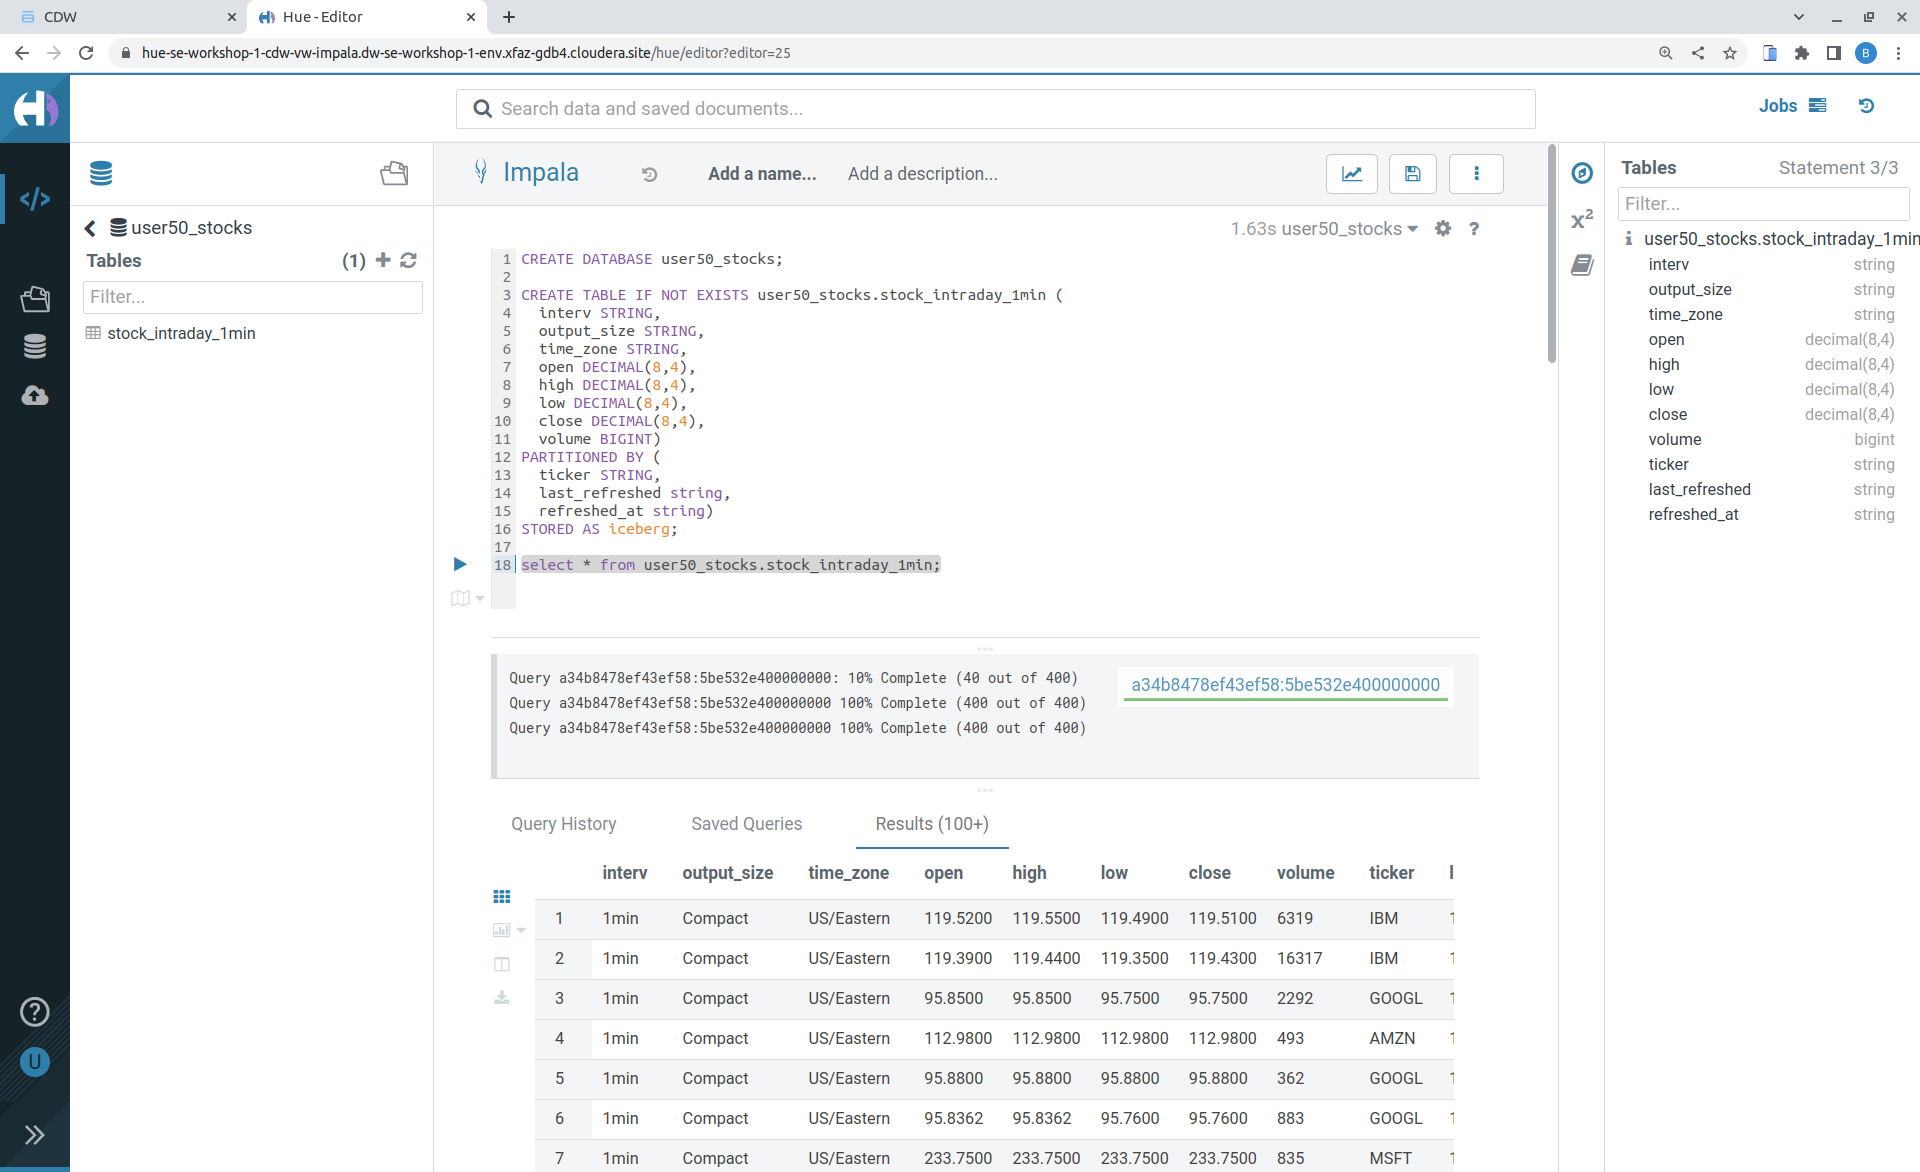 CDW
Hue - Editor
hue-se-workshop-1-cdw-vw-impala.dw-se-workshop-1-env.xfaz-gdb4.cloudera.site/hue/editor?editor=25
B
Search data and saved documents...
Jobs
Impala
Add a name...
Add a description...
Tables
Statement 3/3
Filter...
user50_stocks
Tables
(1)
Filter...
stock_intraday_1min
1.63s user50_stocks
?
1 CREATE DATABASE user50_stocks;
2
3 CREATE TABLE IF NOT EXISTS user50_stocks.stock_intraday_1min (
4 interv STRING,
5 output_size STRING,
6 time_zone STRING,
7 open DECIMAL(8,4),
8 high DECIMAL(8,4),
9 low DECIMAL(8,4),
10 close DECIMAL(8,4),
11 volume BIGINT)
12 PARTITIONED BY (
13 ticker STRING,
14 last_refreshed string,
15 refreshed_at string)
16 STORED AS iceberg;
17
18 select * from user50_stocks.stock_intraday_1min;
x²
user50_stocks.stock_intraday_1min
interv string
output_size string
time_zone string
open decimal(8,4)
high decimal(8,4)
low decimal(8,4)
close decimal(8,4)
volume bigint
ticker string
last_refreshed string
refreshed_at string
Query a34b8478ef43ef58:5be532e400000000: 10% Complete (40 out of 400)
Query a34b8478ef43ef58:5be532e400000000 100% Complete (400 out of 400)
Query a34b8478ef43ef58:5be532e400000000 100% Complete (400 out of 400)
a34b8478ef43ef58:5be532e400000000
Query History
Saved Queries
Results (100+)
interv output_size time_zone open high low close volume ticker l
1 1min Compact US/Eastern 119.5200 119.5500 119.4900 119.5100 6319 IBM 1
2 1min Compact US/Eastern 119.3900 119.4400 119.3500 119.4300 16317 IBM 1
3 1min Compact US/Eastern 95.8500 95.8500 95.7500 95.7500 2292 GOOGL 1
4 1min Compact US/Eastern 112.9800 112.9800 112.9800 112.9800 493 AMZN 1
5 1min Compact US/Eastern 95.8800 95.8800 95.8800 95.8800 362 GOOGL 1
6 1min Compact US/Eastern 95.8362 95.8362 95.7600 95.7600 883 GOOGL 1
7 1min Compact US/Eastern 233.7500 233.7500 233.7500 233.7500 835 MSFT 1
?
U